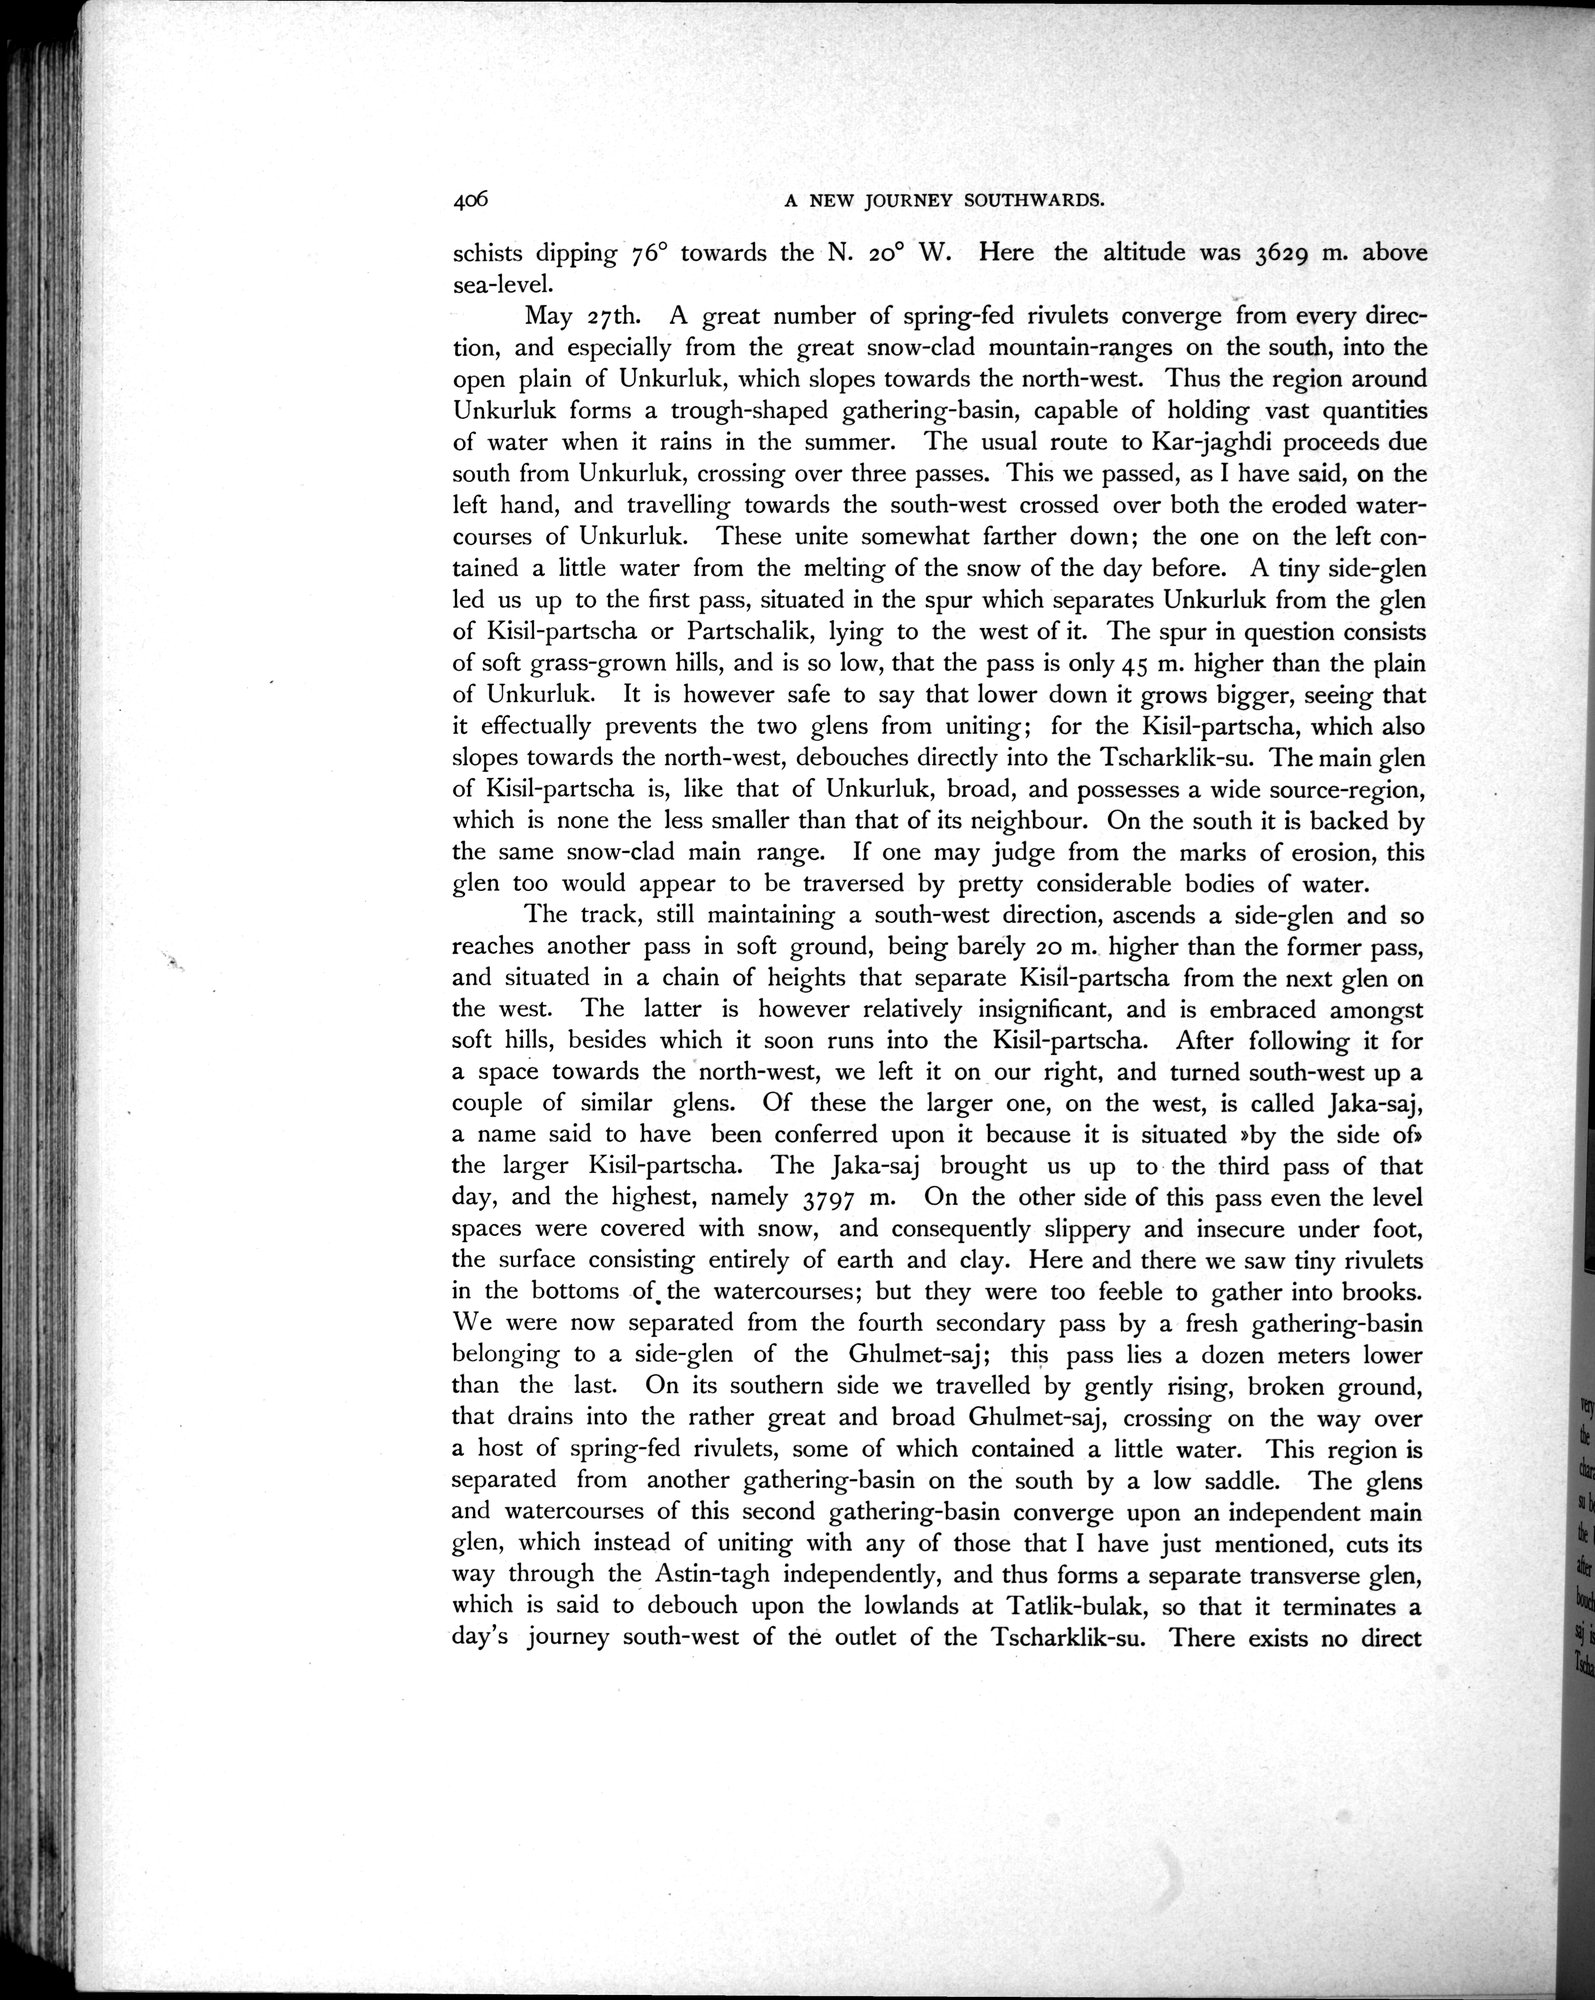 406 A NEW JOURNEY SOUTHWARDS.
schists dipping 76° towards the N. 20° W. Here the altitude was 3629 m. above
sea-level.
May 27th. A great number of spring-fed rivulets converge from every direc-
tion, and especially from the great snow-clad mountain-ranges on the south, into the
open plain of Unkurluk, which slopes towards the north-west. Thus the region around
Unkurluk forms a trough-shaped gathering-basin, capable of holding vast quantities
of water when it rains in the summer. The usual route to Kar-jaghdi proceeds due
south from Unkurluk, crossing over three passes. This we passed, as I have said, on the
left hand, and travelling towards the south-west crossed over both the eroded water-
courses of Unkurluk. These unite somewhat farther down; the one on the left con-
tained a little water from the melting of the snow of the day before. A tiny side-glen
led us up to the first pass, situated in the spur which separates Unkurluk from the glen
of Kisil-partscha or Partschalik, lying to the west of it. The spur in question consists
of soft grass-grown hills, and is so low, that the pass is only 45 m. higher than the plain
of Unkurluk. It is however safe to say that lower down it grows bigger, seeing that
it effectually prevents the two glens from uniting; for the Kisil-partscha, which also
slopes towards the north-west, debouches directly into the Tscharklik-su. The main glen
of Kisil-partscha is, like that of Unkurluk, broad, and possesses a wide source-region,
which is none the less smaller than that of its neighbour. On the south it is backed by
the same snow-clad main range. If one may judge from the marks of erosion, this
glen too would appear to be traversed by pretty considerable bodies of water.
The track, still maintaining a south-west direction, ascends a side-glen and so
reaches another pass in soft ground, being barely 20 m. higher than the former pass,
and situated in a chain of heights that separate Kisil-partscha from the next glen on
the west. The latter is however relatively insignificant, and is embraced amongst
soft hills, besides which it soon runs into the Kisil-partscha. After following it for
a space towards the north-west, we left it on our right, and turned south-west up a
couple of similar glens. Of these the larger one, on the west, is called Jaka-saj,
a name said to have been conferred upon it because it is situated »by the side of»
the larger Kisil-partscha. The Jaka-saj brought us up to the third pass of that
day, and the highest, namely 3797 m. On the other side of this pass even the level
spaces were covered with snow, and consequently slippery and insecure under foot,
the surface consisting entirely of earth and clay. Here and there we saw tiny rivulets
in the bottoms of the watercourses; but they were too feeble to gather into brooks.
We were now separated from the fourth secondary pass by a fresh gathering-basin
belonging to a side-glen of the Ghulmet-saj; this pass lies a dozen meters lower
than the last. On its southern side we travelled by gently rising, broken ground,
that drains into the rather great and broad Ghulmet-saj, crossing on the way over
a host of spring-fed rivulets, some of which contained a little water. This region is
separated from another gathering-basin on the south by a low saddle. The glens
and watercourses of this second gathering-basin converge upon an independent main
glen, which instead of uniting with any of those that I have just mentioned, cuts its
way through the Astin-tagh independently, and thus forms a separate transverse glen,
which is said to debouch upon the lowlands at Tatlik-bulak, so that it terminates a
day's journey south-west of the outlet of the Tscharklik-su. There exists no direct
very
the
su
the
after
saj